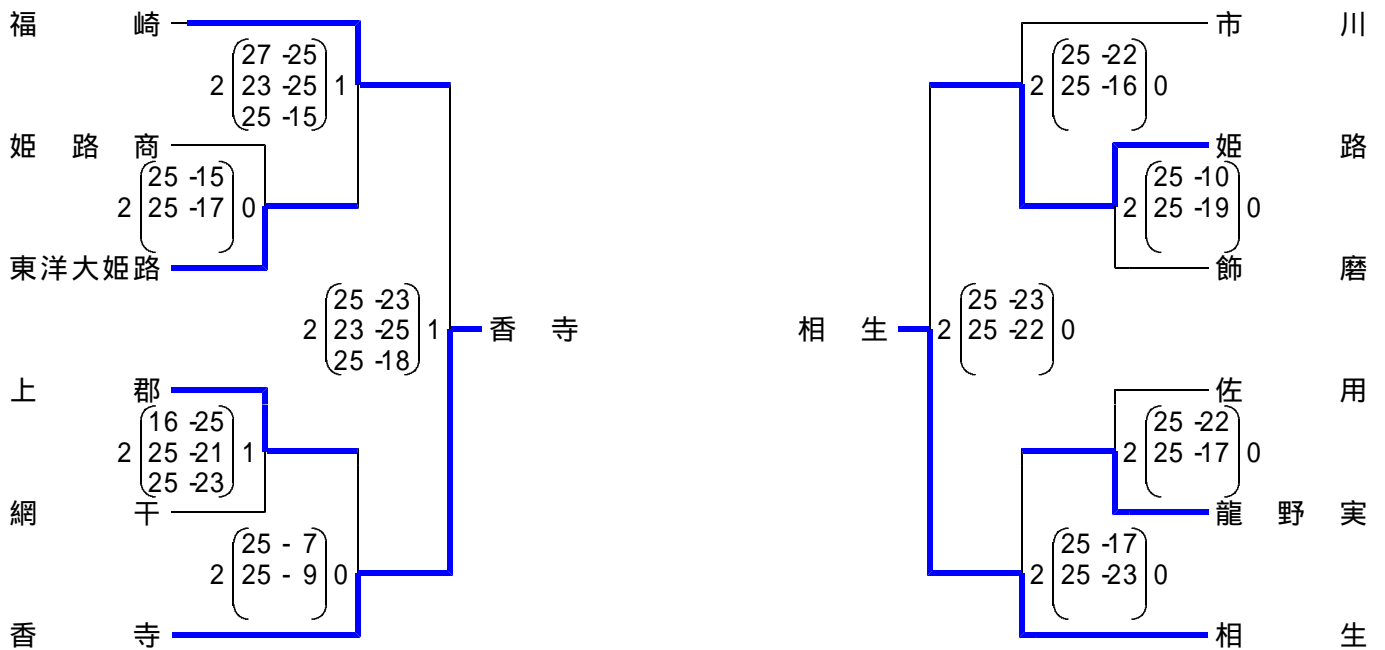 福崎
2 27-25 1
23-25
25-15
姫路商
2 25-15 0
25-17
東洋大姫路
2 25-23 1
23-25
25-18
香寺
上郡
2 16-25 1
25-21
25-23
網干
2 25-7 0
25-9
香寺
市川
2 25-22 0
25-16
姫路
2 25-10 0
25-19
飾磨
相生
2 25-23 0
25-22
佐用
2 25-22 0
25-17
龍野実
2 25-17 0
25-23
相生